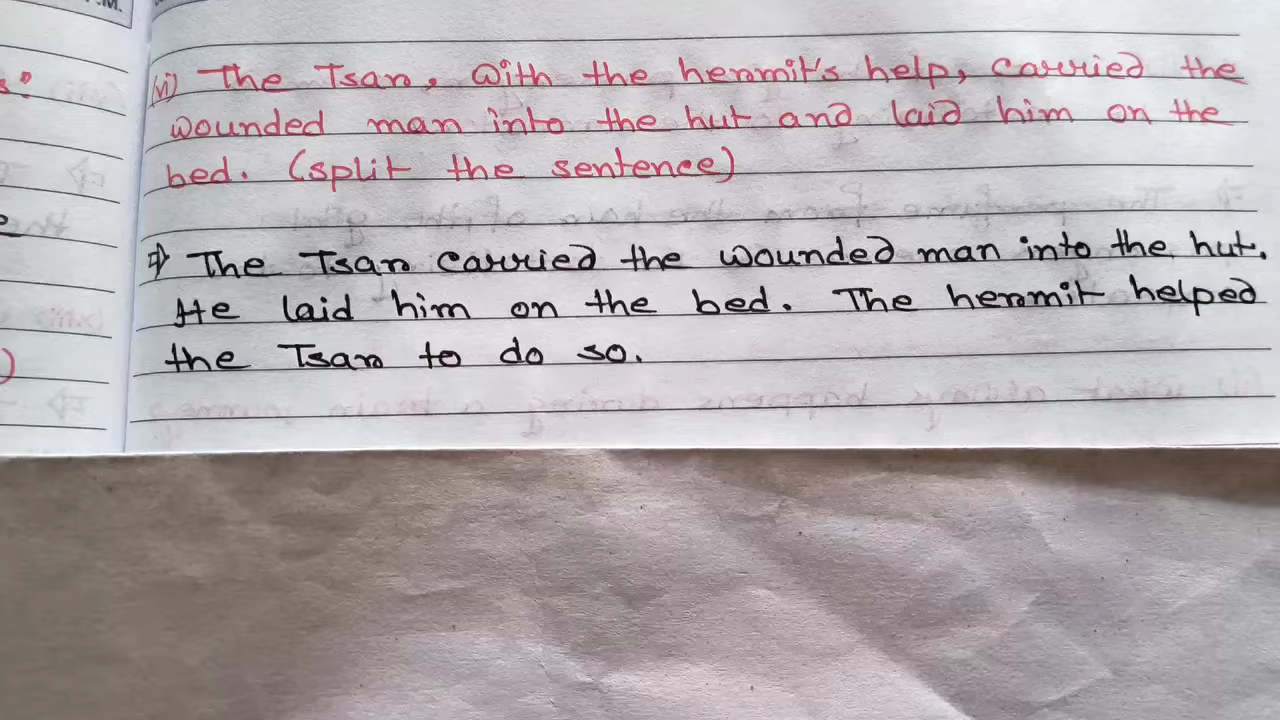 .M.
s?
(vi) The Tsar, with the hermit's help, carried the
wounded man into the hut and laid him on the
bed. (split the sentence)
⇒ The Tsar carried the wounded man into the hut.
He laid him on the bed. The hermit helped
the Tsar to do so.
)